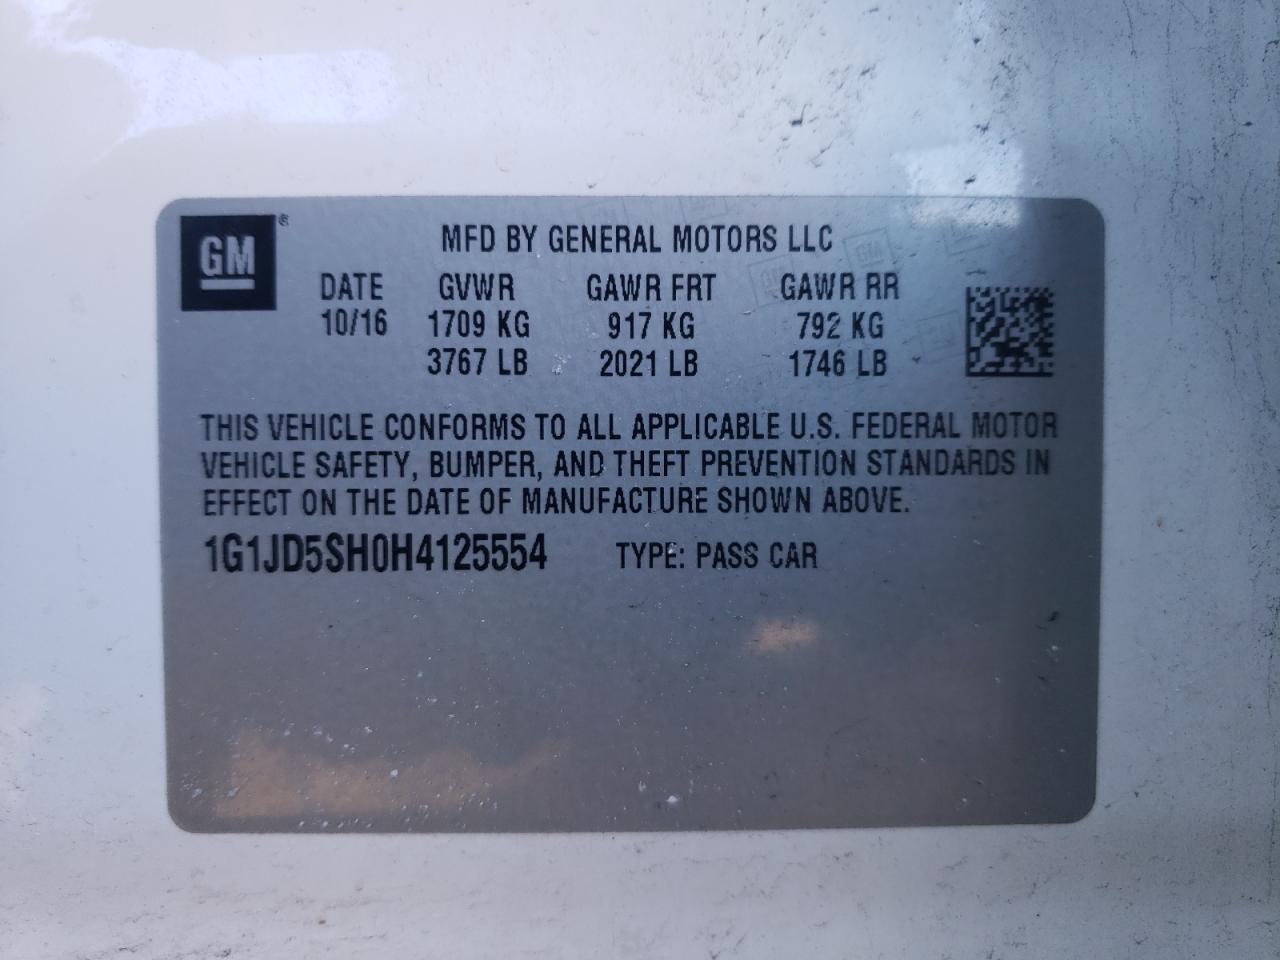 GM®
MFD BY GENERAL MOTORS LLC
DATE GVWR GAWR FRT GAWR RR
10/16 1709 KG 917 KG 792 KG
3767 LB 2021 LB 1746 LB
THIS VEHICLE CONFORMS TO ALL APPLICABLE U.S. FEDERAL MOTOR
VEHICLE SAFETY, BUMPER, AND THEFT PREVENTION STANDARDS IN
EFFECT ON THE DATE OF MANUFACTURE SHOWN ABOVE.
1G1JD5SH0H4125554 TYPE: PASS CAR